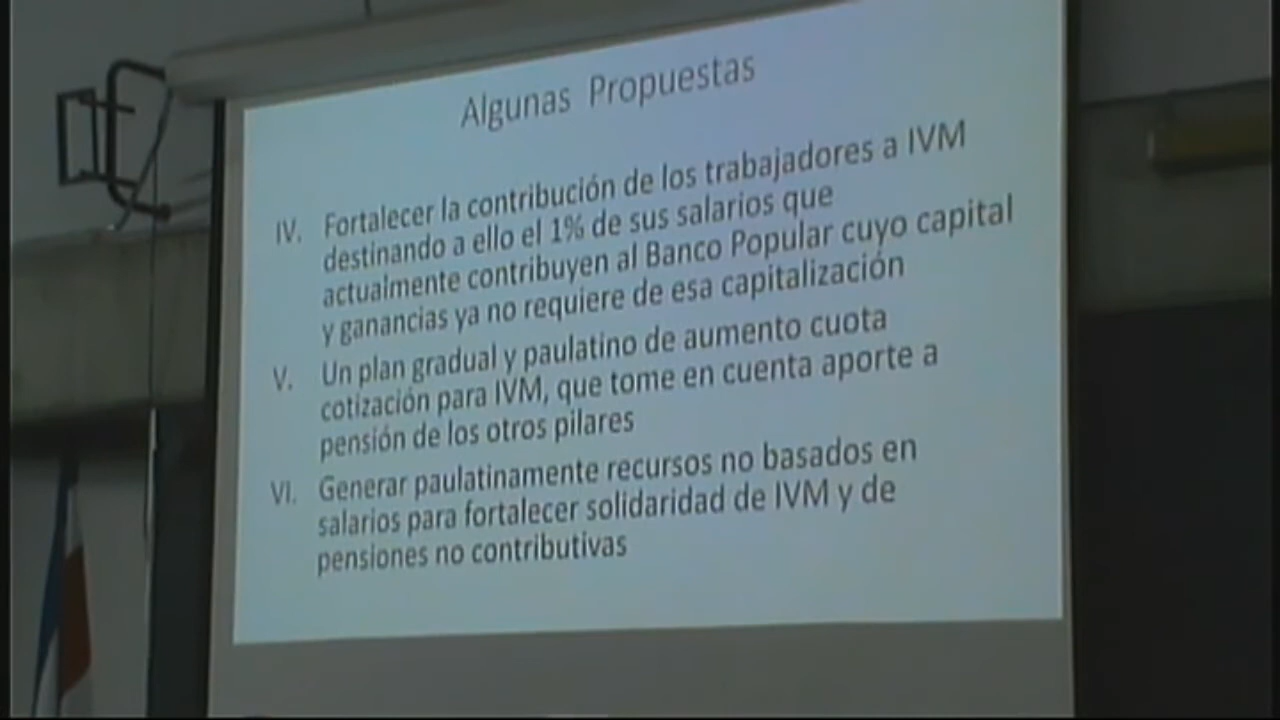 Algunas Propuestas
IV. Fortalecer la contribución de los trabajadores a IVM
destinando a ello el 1% de sus salarios que
actualmente contribuyen al Banco Popular cuyo capital
y ganancias ya no requiere de esa capitalización
V. Un plan gradual y paulatino de aumento cuota
cotización para IVM, que tome en cuenta aporte a
pensión de los otros pilares
VI. Generar paulatinamente recursos no basados en
salarios para fortalecer solidaridad de IVM y de
pensiones no contributivas